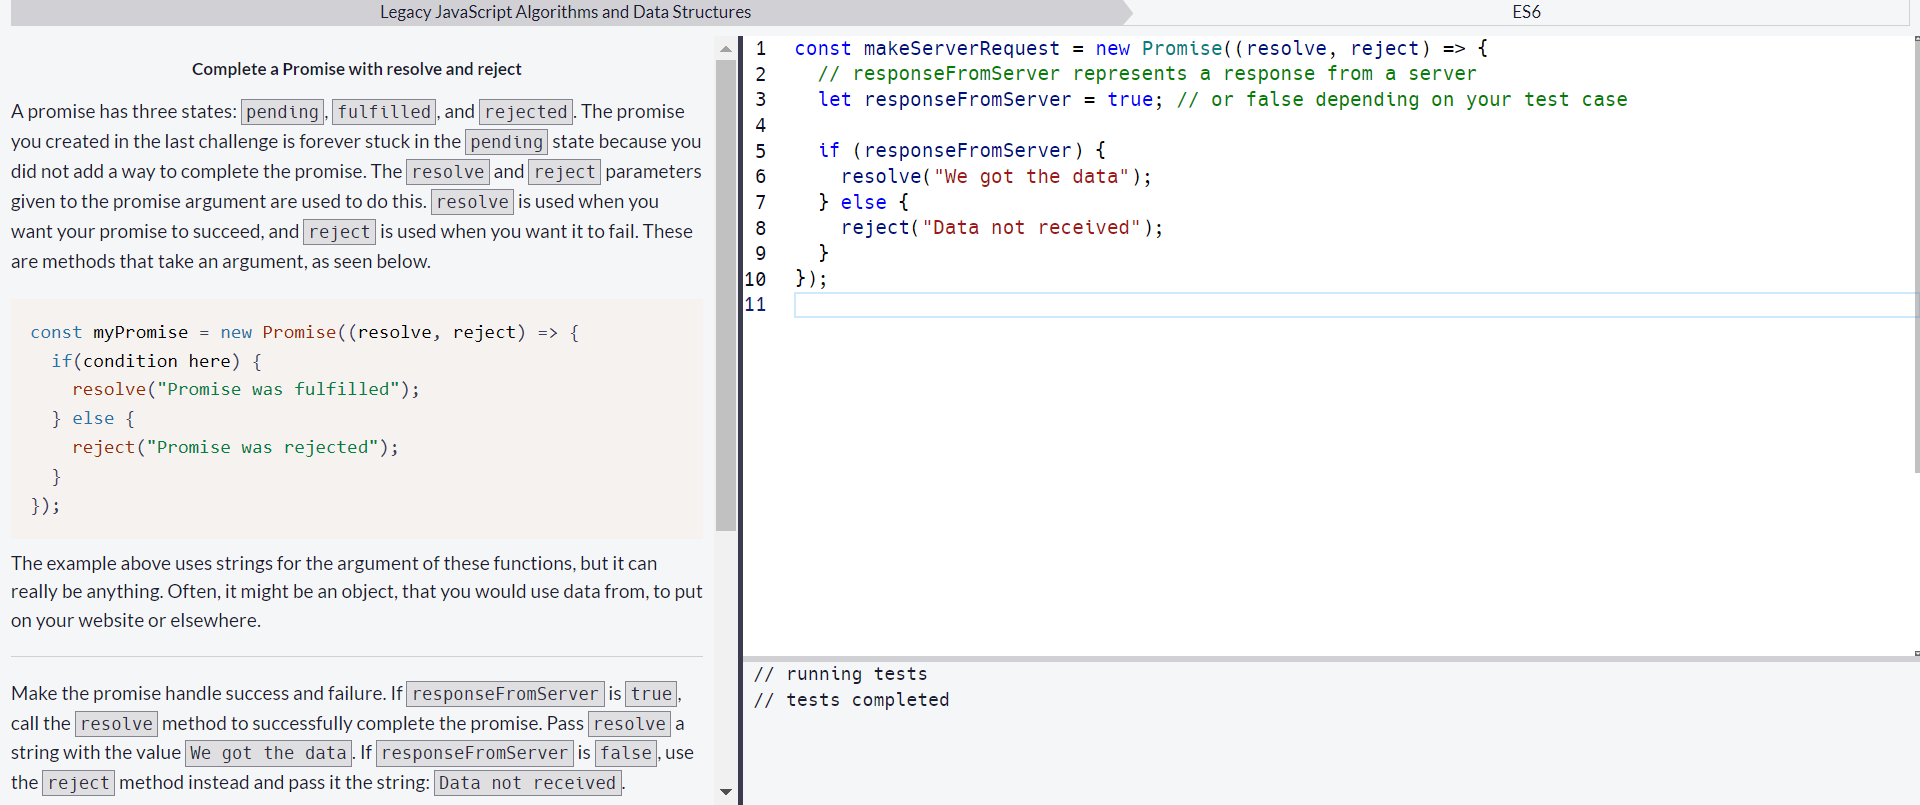 Legacy JavaScript Algorithms and Data Structures
ES6
Complete a Promise with resolve and reject
A promise has three states: pending, fulfilled, and rejected. The promise
you created in the last challenge is forever stuck in the pending state because you
did not add a way to complete the promise. The resolve and reject parameters
given to the promise argument are used to do this. resolve is used when you
want your promise to succeed, and reject is used when you want it to fail. These
are methods that take an argument, as seen below.
const myPromise = new Promise((resolve, reject) => {
  if(condition here) {
    resolve("Promise was fulfilled");
  } else {
    reject("Promise was rejected");
  }
});
The example above uses strings for the argument of these functions, but it can
really be anything. Often, it might be an object, that you would use data from, to put
on your website or elsewhere.
Make the promise handle success and failure. If responseFromServer is true,
call the resolve method to successfully complete the promise. Pass resolve a
string with the value We got the data. If responseFromServer is false, use
the reject method instead and pass it the string: Data not received.
1 const makeServerRequest = new Promise((resolve, reject) => {
2   // responseFromServer represents a response from a server
3   let responseFromServer = true; // or false depending on your test case
4
5   if (responseFromServer) {
6     resolve("We got the data");
7   } else {
8     reject("Data not received");
9   }
10 });
11
// running tests
// tests completed